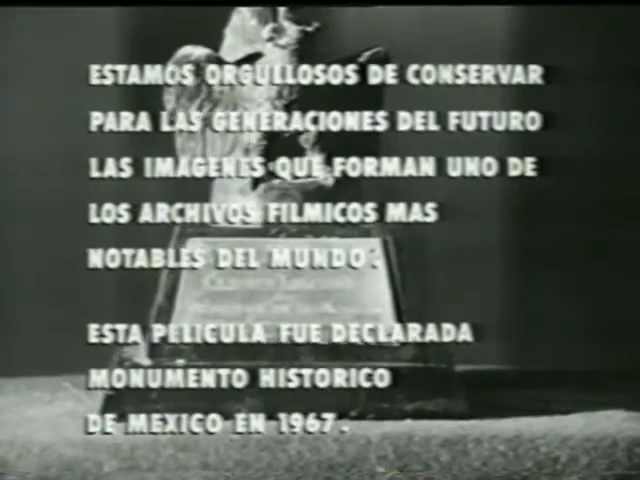 ESTAMOS ORGULLOSOS DE CONSERVAR
PARA LAS GENERACIONES DEL FUTURO
LAS IMAGENES QUE FORMAN UNO DE
LOS ARCHIVOS FILMICOS MAS
NOTABLES DEL MUNDO.
ESTA PELICULA FUE DECLARADA
MONUMENTO HISTORICO
DE MEXICO EN 1967.